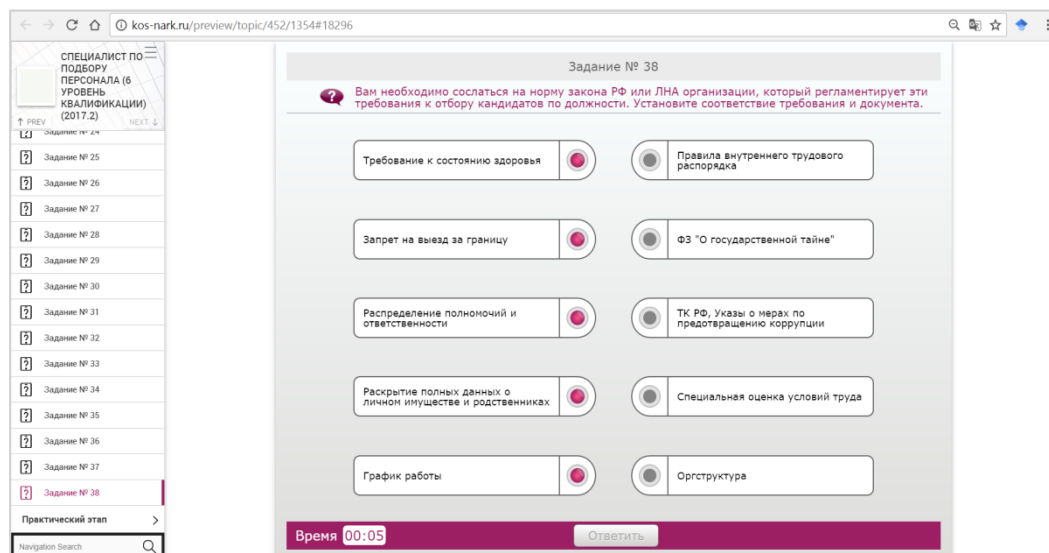 kos-nark.ru/preview/topic/452/1354#18296
СПЕЦИАЛИСТ ПО
ПОДБОРУ
ПЕРСОНАЛА (6
УРОВЕНЬ
КВАЛИФИКАЦИИ)
(2017.2)
↑ PREV
NEXT ↓
Задание № 24
Задание № 25
Задание № 26
Задание № 27
Задание № 28
Задание № 29
Задание № 30
Задание № 31
Задание № 32
Задание № 33
Задание № 34
Задание № 35
Задание № 36
Задание № 37
Задание № 38
Практический этап
Navigation Search
Задание № 38
Вам необходимо сослаться на норму закона РФ или ЛНА организации, который регламентирует эти
требования к отбору кандидатов по должности. Установите соответствие требования и документа.
Требование к состоянию здоровья
Правила внутреннего трудового
распорядка
Запрет на выезд за границу
ФЗ "О государственной тайне"
Распределение полномочий и
ответственности
ТК РФ, Указы о мерах по
предотвращению коррупции
Раскрытие полных данных о
личном имуществе и родственниках
Специальная оценка условий труда
График работы
Оргструктура
Время 00:05
Ответить